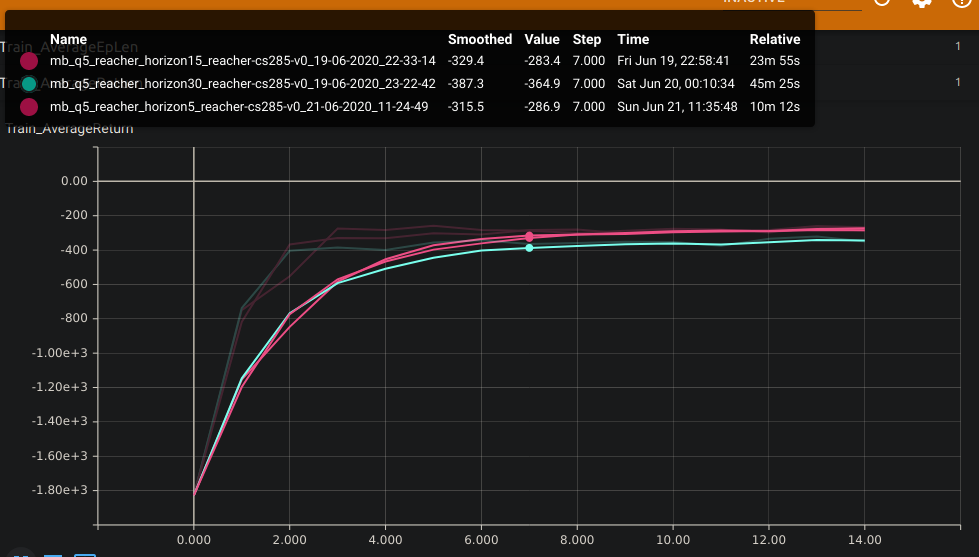 INACTIVE
Train_AverageEpLen
1
Name Smoothed Value Step Time Relative
mb_q5_reacher_horizon15_reacher-cs285-v0_19-06-2020_22-33-14 -329.4 -283.4 7.000 Fri Jun 19, 22:58:41 23m 55s
mb_q5_reacher_horizon30_reacher-cs285-v0_19-06-2020_23-22-42 -387.3 -364.9 7.000 Sat Jun 20, 00:10:34 45m 25s
1
mb_q5_reacher_horizon5_reacher-cs285-v0_21-06-2020_11-24-49 -315.5 -286.9 7.000 Sun Jun 21, 11:35:48 10m 12s
Train_AverageReturn
0.00
-200
-400
-600
-800
-1.00e+3
-1.20e+3
-1.40e+3
-1.60e+3
-1.80e+3
0.000 2.000 4.000 6.000 8.000 10.00 12.00 14.00